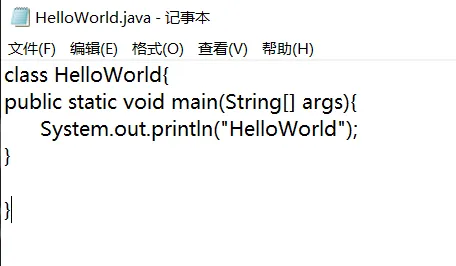 HelloWorld.java - 记事本
文件(F) 编辑(E) 格式(O) 查看(V) 帮助(H)
class HelloWorld{
public static void main(String[] args){
System.out.println("HelloWorld");
}
}